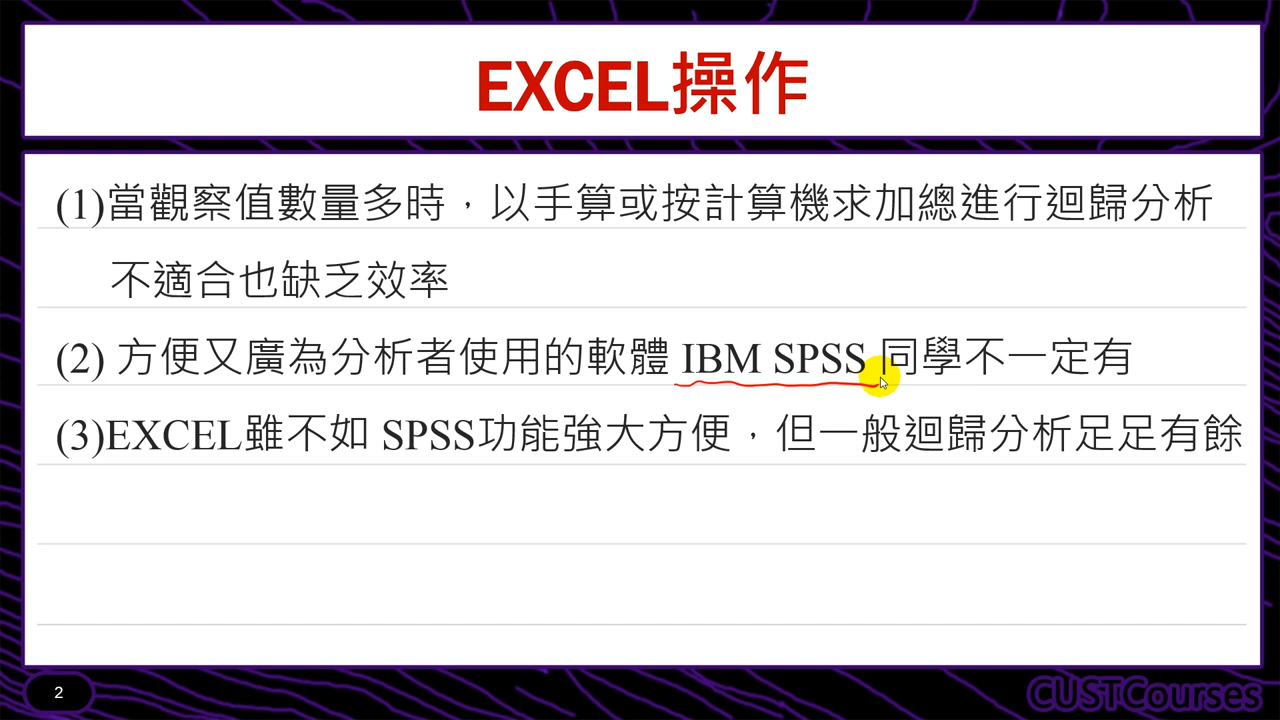 EXCEL操作
(1)當觀察值數量多時，以手算或按計算機求加總進行迴歸分析
不適合也缺乏效率
(2) 方便又廣為分析者使用的軟體 IBM SPSS 同學不一定有
(3)EXCEL雖不如 SPSS功能強大方便，但一般迴歸分析足足有餘
2
CUSTCourses